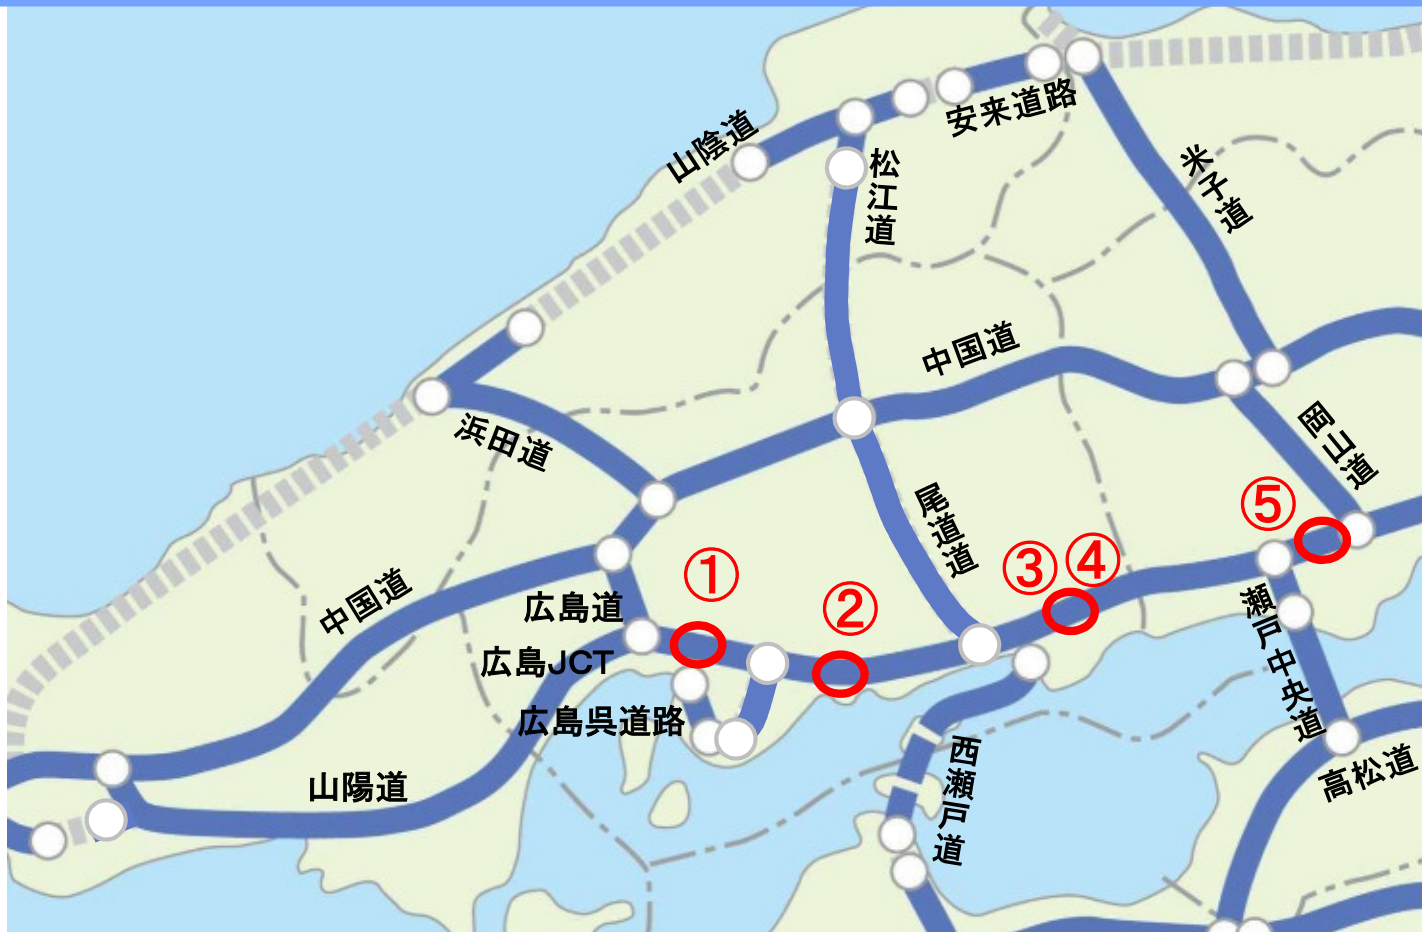 安来道路
山陰道
松江道
米子道
中国道
浜田道
岡山道
尾道道
⑤
①
③
④
②
中国道
広島道
広島JCT
瀬戸中央道
広島呉道路
西瀬戸道
山陽道
高松道